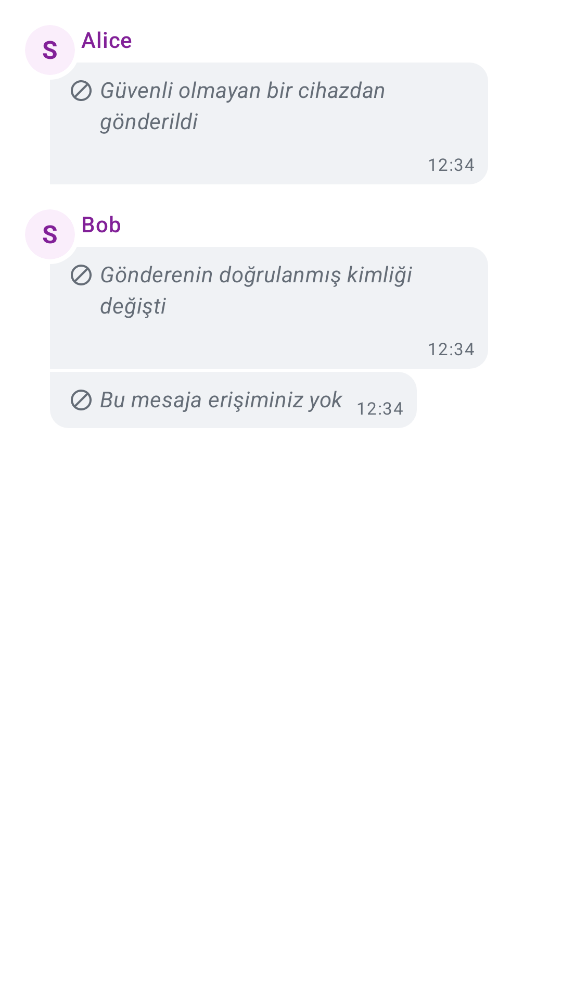 S
Alice
Güvenli olmayan bir cihazdan
gönderildi
12:34
S
Bob
Gönderenin doğrulanmış kimliği
değişti
12:34
Bu mesaja erişiminiz yok 12:34